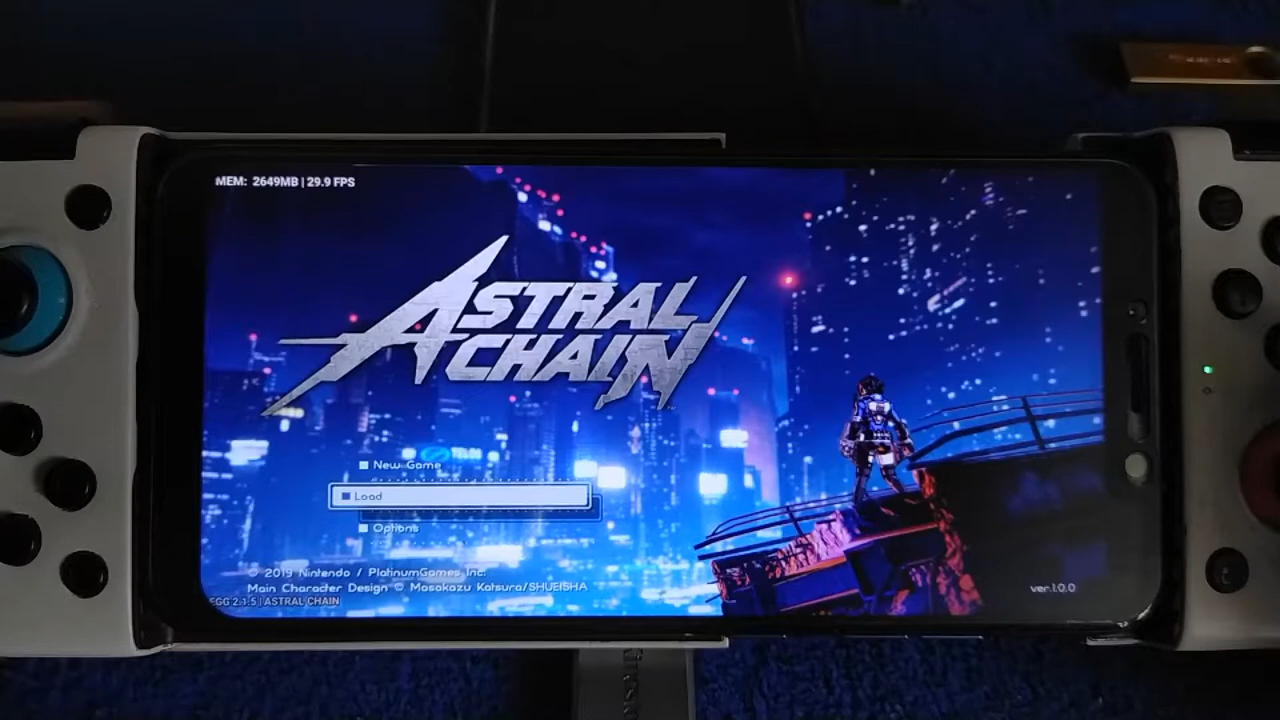 MEM: 2649MB | 29.9 FPS
ASTRAL
CHAIN
New Game
Load
Options
© 2019 Nintendo / PlatinumGames Inc.
Main Character Design © Masakazu Katsura/SHUEISHA
EGG 2.1.5 | ASTRAL CHAIN
ver.1.0.0